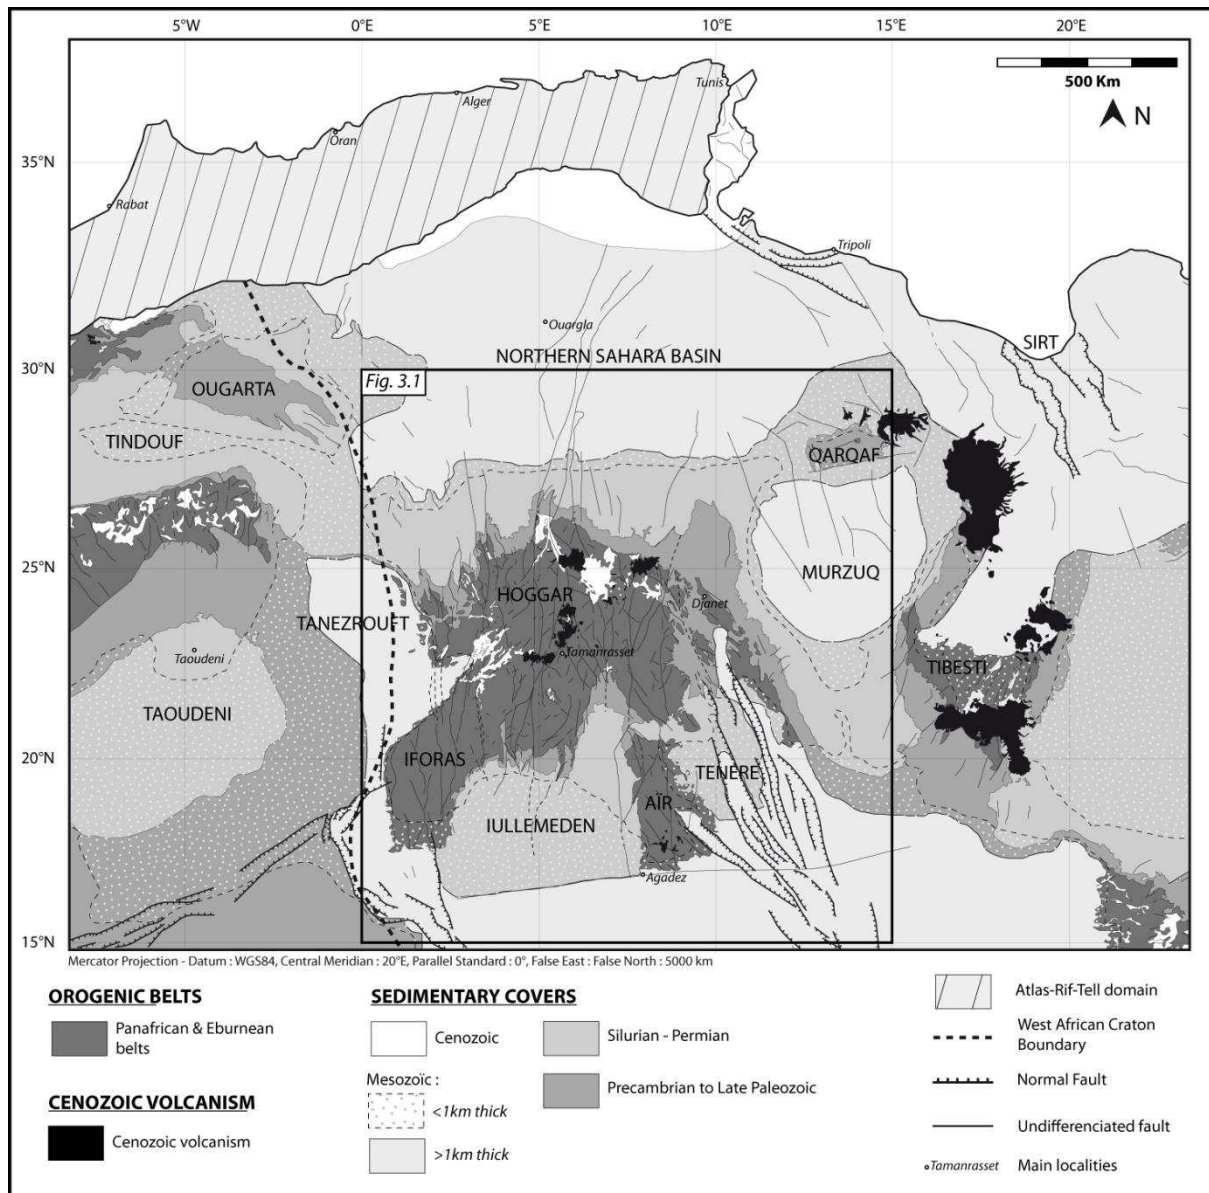 5°W 0°E 5°E 10°E 15°E 20°E
500 Km
N
Tunis
Alger
Oran
35°N
Rabat
Tripoli
Ouargla
SIRT
NORTHERN SAHARA BASIN
30°N
Fig. 3.1
OUGARTA
TINDOUF
QARQAF
25°N
MURZUQ
HOGGAR
Djanet
TANEZROUFT
Taoudeni
Tamanrasset
TIBESTI
TAOUDENI
20°N
IFORAS
TENERE
AÏR
IULLEMEDEN
Agadez
15°N
Mercator Projection - Datum : WGS84, Central Meridian : 20°E, Parallel Standard : 0°, False East : False North : 5000 km
OROGENIC BELTS
Panafrican & Eburnean
belts
CENOZOIC VOLCANISM
Cenozoic volcanism
SEDIMENTARY COVERS
Cenozoic
Mesozoïc :
<1km thick
>1km thick
Silurian - Permian
Precambrian to Late Paleozoic
Atlas-Rif-Tell domain
West African Craton
Boundary
Normal Fault
Undifferenciated fault
Tamanrasset Main localities